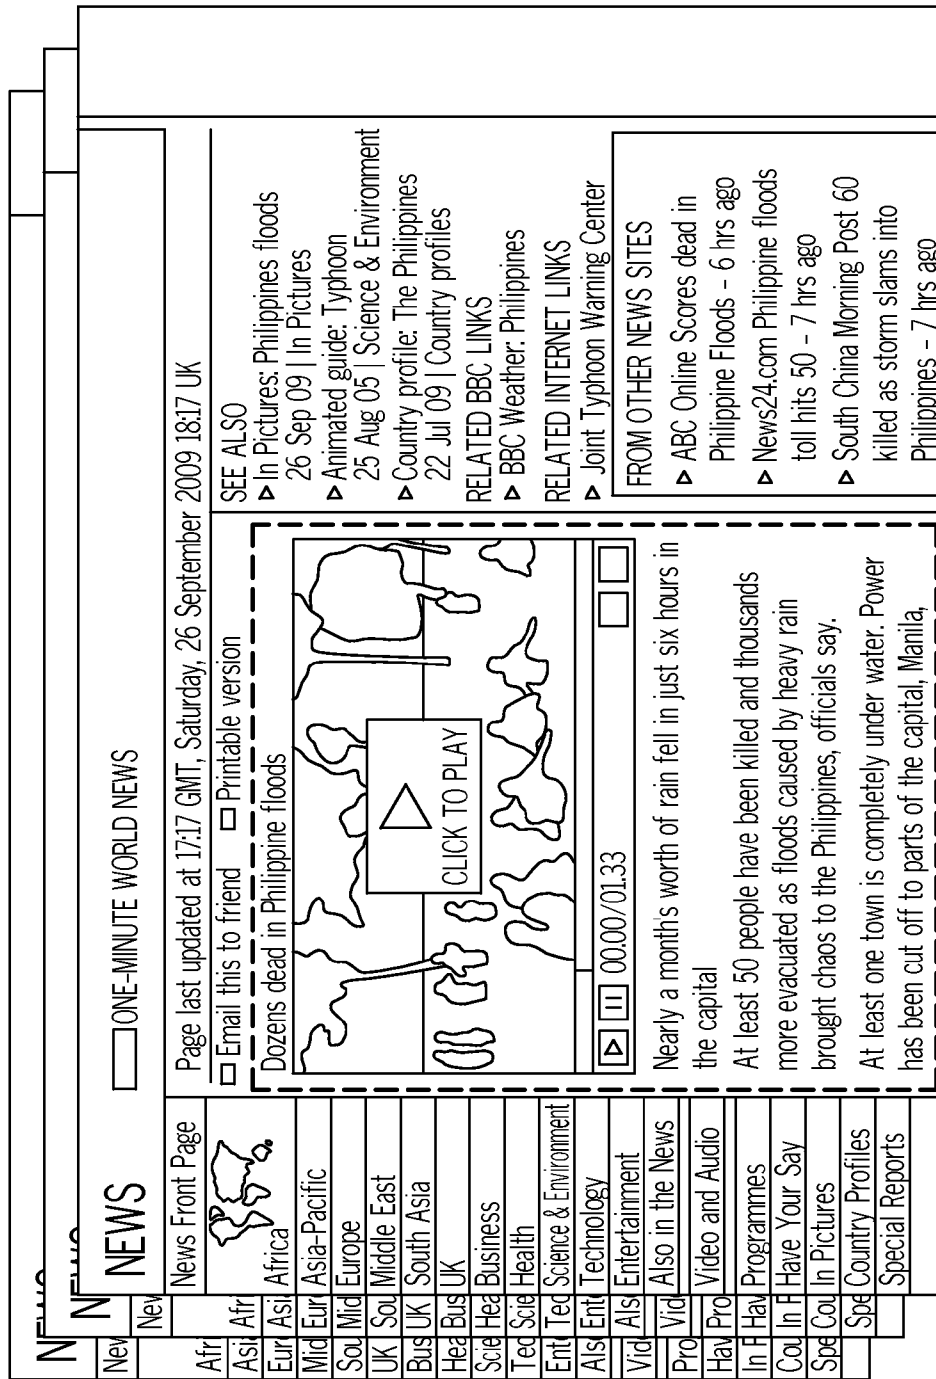 NEWS
ONE-MINUTE WORLD NEWS
News Front Page
Africa
Asia-Pacific
Europe
Middle East
South Asia
UK
Business
Health
Science & Environment
Technology
Entertainment
Also in the News
Video and Audio
Programmes
Have Your Say
In Pictures
Country Profiles
Special Reports
Page last updated at 17:17 GMT, Saturday, 26 September 2009 18:17 UK
Email this to friend Printable version
Dozens dead in Philippine floods
CLICK TO PLAY
00.00/01.33
Nearly a month's worth of rain fell in just six hours in
the capital
At least 50 people have been killed and thousands
more evacuated as floods caused by heavy rain
brought chaos to the Philippines, officials say.
At least one town is completely under water. Power
has been cut off to parts of the capital, Manila,
SEE ALSO
In Pictures: Philippines floods
26 Sep 09 | In Pictures
Animated guide: Typhoon
25 Aug 05 | Science & Environment
Country profile: The Philippines
22 Jul 09 | Country profiles
RELATED BBC LINKS
BBC Weather: Philippines
RELATED INTERNET LINKS
Joint Typhoon Warning Center
FROM OTHER NEWS SITES
ABC Online Scores dead in
Philippine Floods - 6 hrs ago
News24.com Philippine floods
toll hits 50 - 7 hrs ago
South China Morning Post 60
killed as storm slams into
Philippines - 7 hrs ago